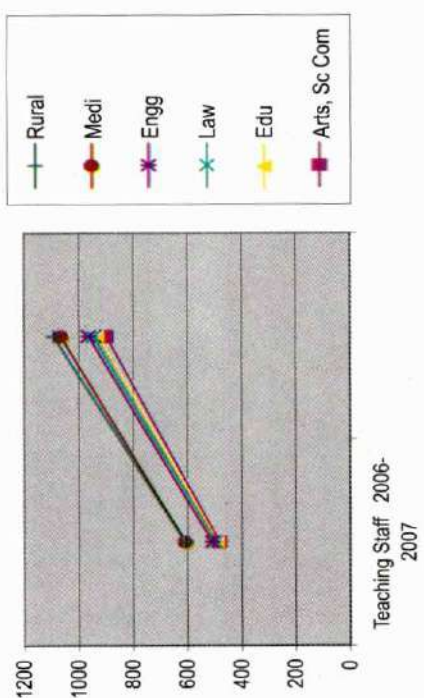 1200
1000
800
600
400
200
0
Teaching Staff 2006-
2007
Rural
Medi
Engg
Law
Edu
Arts, Sc Com